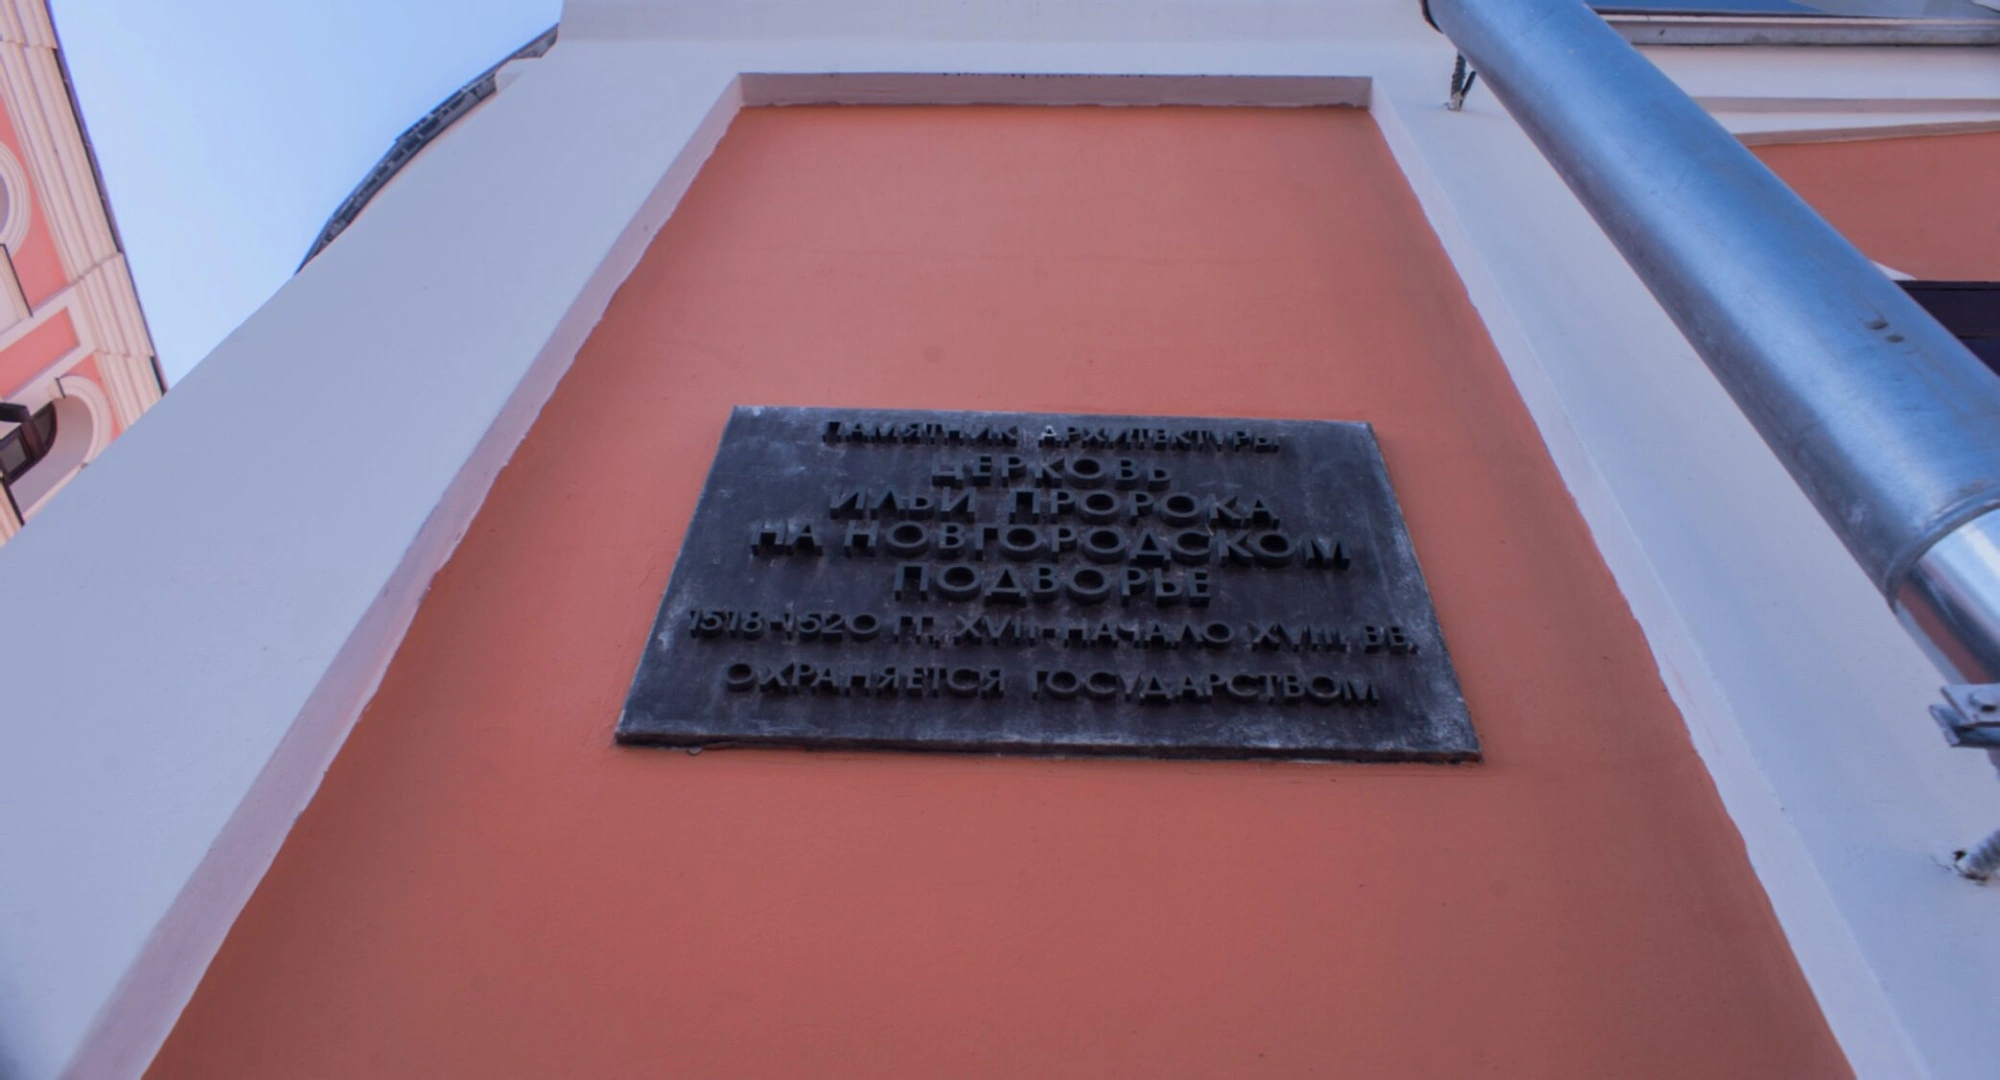 ПАМЯТНИК АРХИТЕКТУРЫ
ЦЕРКОВЬ
ИЛЬИ ПРОРОКА
НА НОВГОРОДСКОМ
ПОДВОРЬЕ
1518-1520 ГГ, XVII-НАЧАЛО XVIII ВВ.
ОХРАНЯЕТСЯ ГОСУДАРСТВОМ